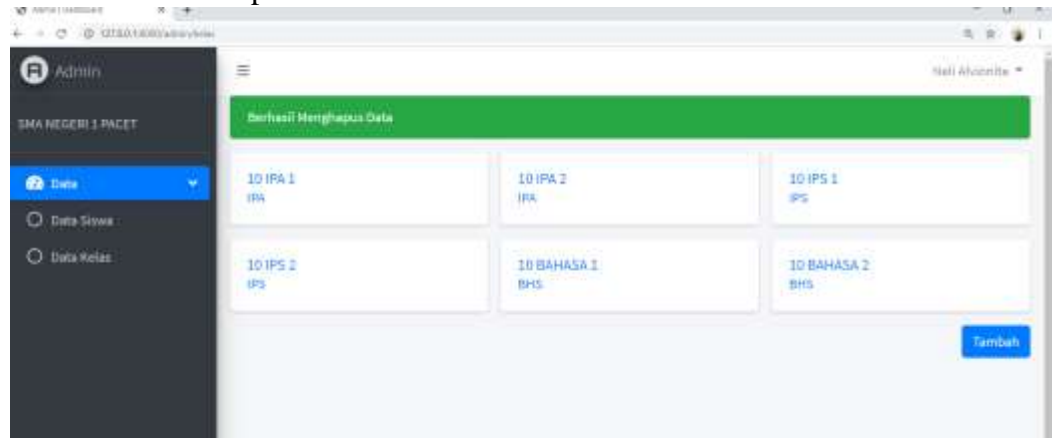 Admin
SMA NEGERI 1 PACET
Data
Data Siswa
Data Kelas
Berhasil Menghapus Data
10 IPA 1
IPA
10 IPA 2
IPA
10 IPS 1
IPS
10 IPS 2
IPS
10 BAHASA 1
BHS
10 BAHASA 2
BHS
Tambah